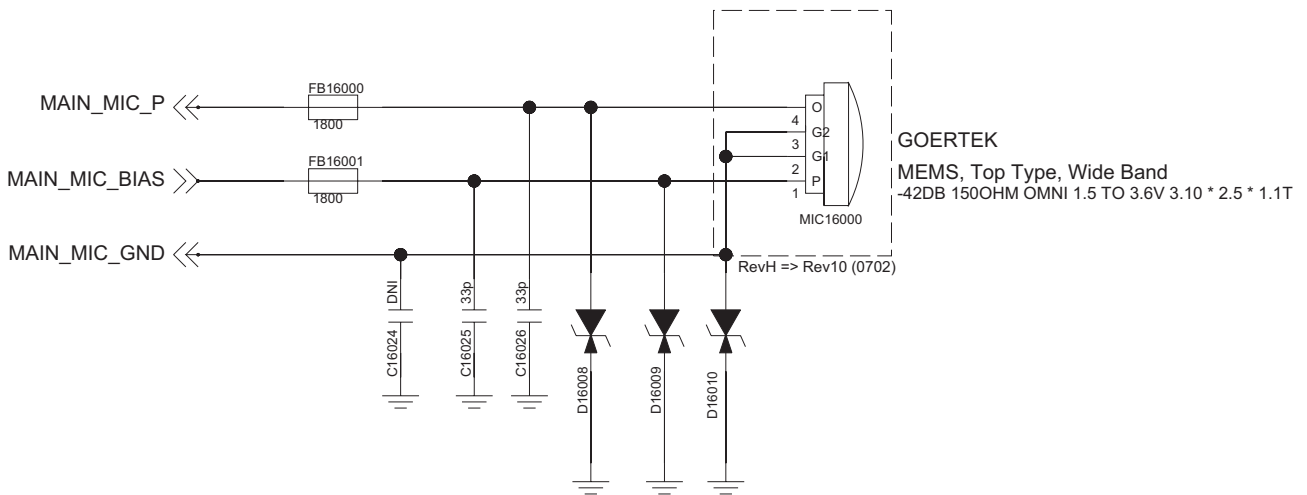 FB16000
MAIN_MIC_P
1800
O
4
G2
3
G1
2
P
1
GOERTEK
MEMS, Top Type, Wide Band
-42DB 150OHM OMNI 1.5 TO 3.6V 3.10 * 2.5 * 1.1T
FB16001
MAIN_MIC_BIAS
1800
MIC16000
MAIN_MIC_GND
RevH => Rev10 (0702)
DNI
C16024
33p
C16025
33p
C16026
D16008
D16009
D16010